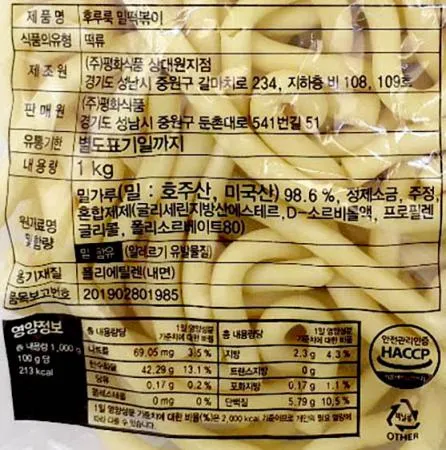 제품명 후루룩 밀떡볶이
식품의유형 떡류
제조원 (주)평화식품 상대원지점
경기도 성남시 중원구 갈마치로 234, 지하층 비 108, 109호
판매원 (주)평화식품
경기도 성남시 중원구 둔촌대로 541번길 51
유통기한 별도표기일까지
내용량 1 kg
원재료명 및함량
밀가루(밀 : 호주산, 미국산) 98.6 %, 정제소금, 주정,
혼합제제(글리세린지방산에스테르, D-소르비톨액, 프로필렌
글리콜, 폴리소르베이트80)
밀 함유 (알레르기 유발물질)
용기재질 폴리에틸렌(내면)
품목보고번호 201902801985
영양정보
총 내용량 1,000 g
100 g 당
213 kcal
총 내용량당 1일 영양성분 기준치에 대한 비율
나트륨 69.05 mg 3.5 %
탄수화물 42.29 g 13.1 %
당류 0.17 g 0.2 %
콜레스테롤 0 mg 0 %
총 내용량당 1일 영양성분 기준치에 대한 비율
지방 2.3 g 4.3 %
트랜스지방 0 g
포화지방 0.17 g 1.1 %
단백질 5.79 g 10.5 %
1일 영양성분 기준치에 대한 비율(%)은 2,000 kcal 기준이므로 개인의 필요 열량에
따라 다를 수 있습니다.
안전관리인증
HACCP
OTHER